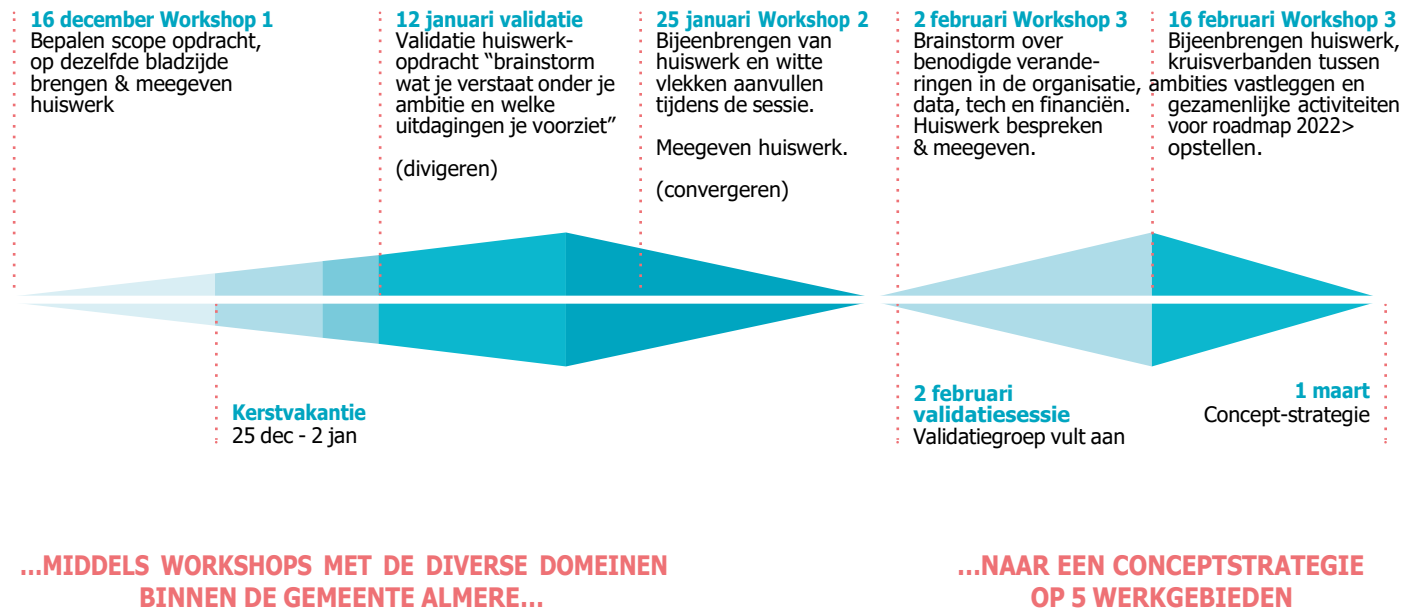 16 december Workshop 1
Bepalen scope opdracht,
op dezelfde bladzijde
brengen & meegeven
huiswerk
12 januari validatie
Validatie huiswerk-
opdracht “brainstorm
wat je verstaat onder je
ambitie en welke
uitdagingen je voorziet”
(divigeren)
25 januari Workshop 2
Bijeenbrengen van
huiswerk en witte
vlekken aanvullen
tijdens de sessie.
Meegeven huiswerk.
(convergeren)
2 februari Workshop 3
Brainstorm over
benodigde verande-
ringen in de organisatie,
data, tech en financiën.
Huiswerk bespreken
& meegeven.
16 februari Workshop 3
Bijeenbrengen huiswerk,
kruisverbanden tussen
ambities vastleggen en
gezamenlijke activiteiten
voor roadmap 2022>
opstellen.
Kerstvakantie
25 dec - 2 jan
2 februari
validatiesessie
Validatiegroep vult aan
1 maart
Concept-strategie
...MIDDELS WORKSHOPS MET DE DIVERSE DOMEINEN
BINNEN DE GEMEENTE ALMERE...
...NAAR EEN CONCEPTSTRATEGIE
OP 5 WERKGEBIEDEN